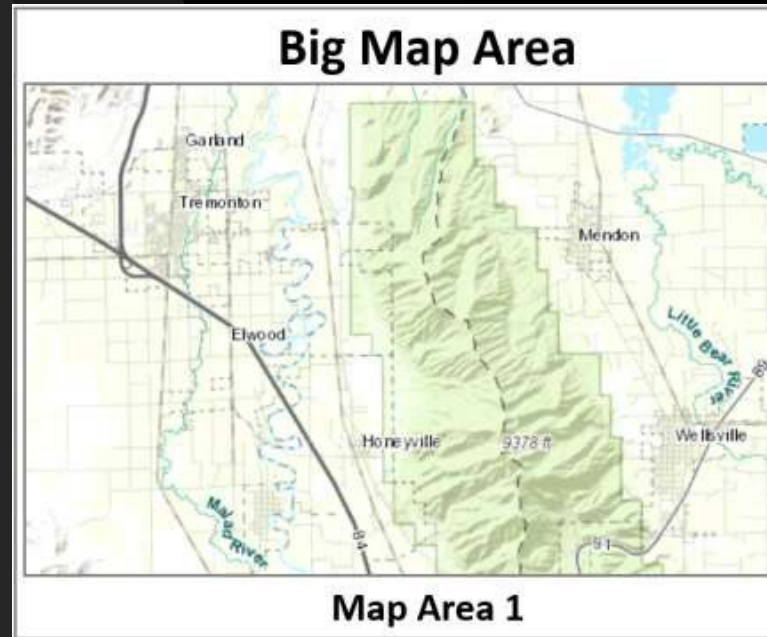 Big Map Area
Garland
Tremonton
Mendon
Elwood
Little Bear
River
89
Honeyville
9378 ft
Wellsville
Malad
River
84
91
Map Area 1